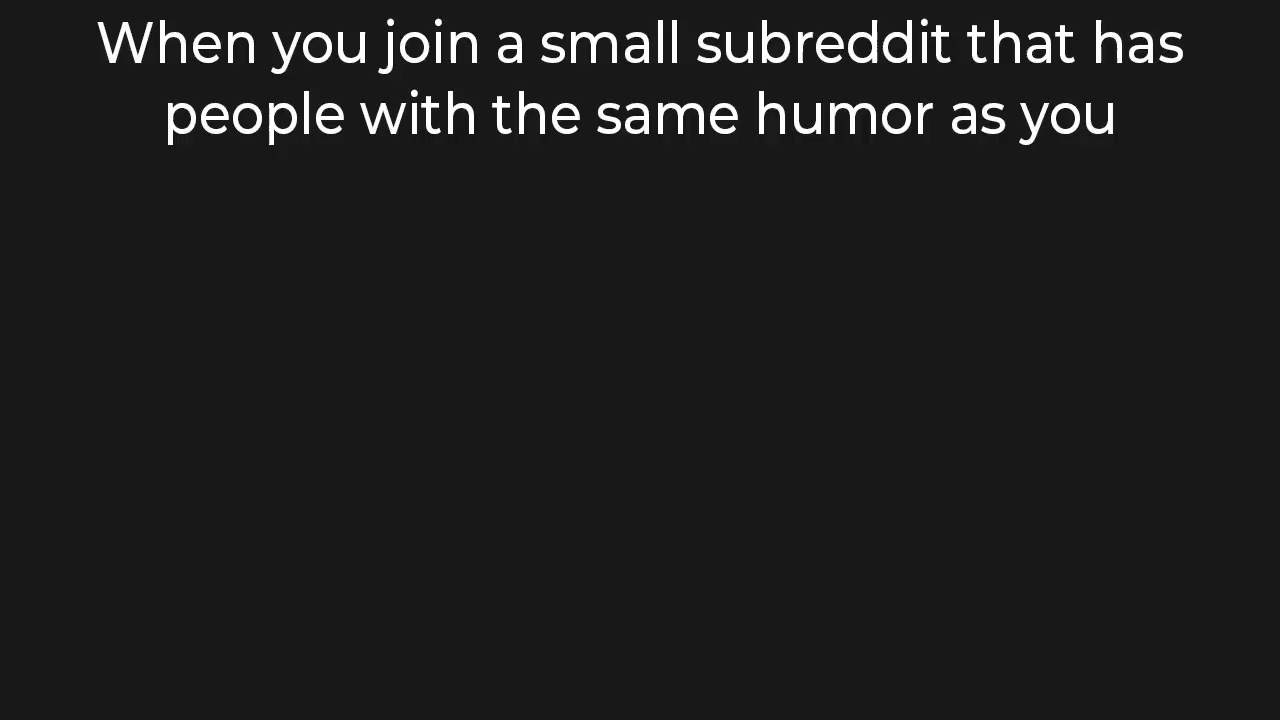 When you join a small subreddit that has
people with the same humor as you